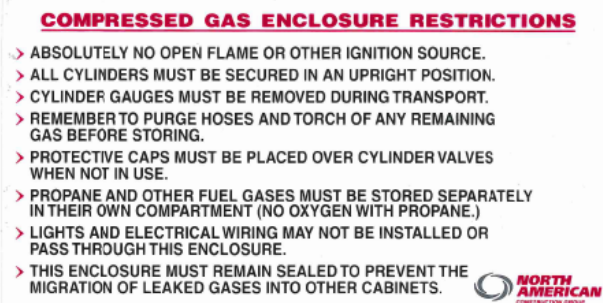 COMPRESSED GAS ENCLOSURE RESTRICTIONS
> ABSOLUTELY NO OPEN FLAME OR OTHER IGNITION SOURCE.
> ALL CYLINDERS MUST BE SECURED IN AN UPRIGHT POSITION.
> CYLINDER GAUGES MUST BE REMOVED DURING TRANSPORT.
> REMEMBER TO PURGE HOSES AND TORCH OF ANY REMAINING
GAS BEFORE STORING.
> PROTECTIVE CAPS MUST BE PLACED OVER CYLINDER VALVES
WHEN NOT IN USE.
> PROPANE AND OTHER FUEL GASES MUST BE STORED SEPARATELY
IN THEIR OWN COMPARTMENT (NO OXYGEN WITH PROPANE.)
> LIGHTS AND ELECTRICAL WIRING MAY NOT BE INSTALLED OR
PASS THROUGH THIS ENCLOSURE.
> THIS ENCLOSURE MUST REMAIN SEALED TO PREVENT THE
MIGRATION OF LEAKED GASES INTO OTHER CABINETS.
NORTH
AMERICAN
CONSTRUCTION GROUP